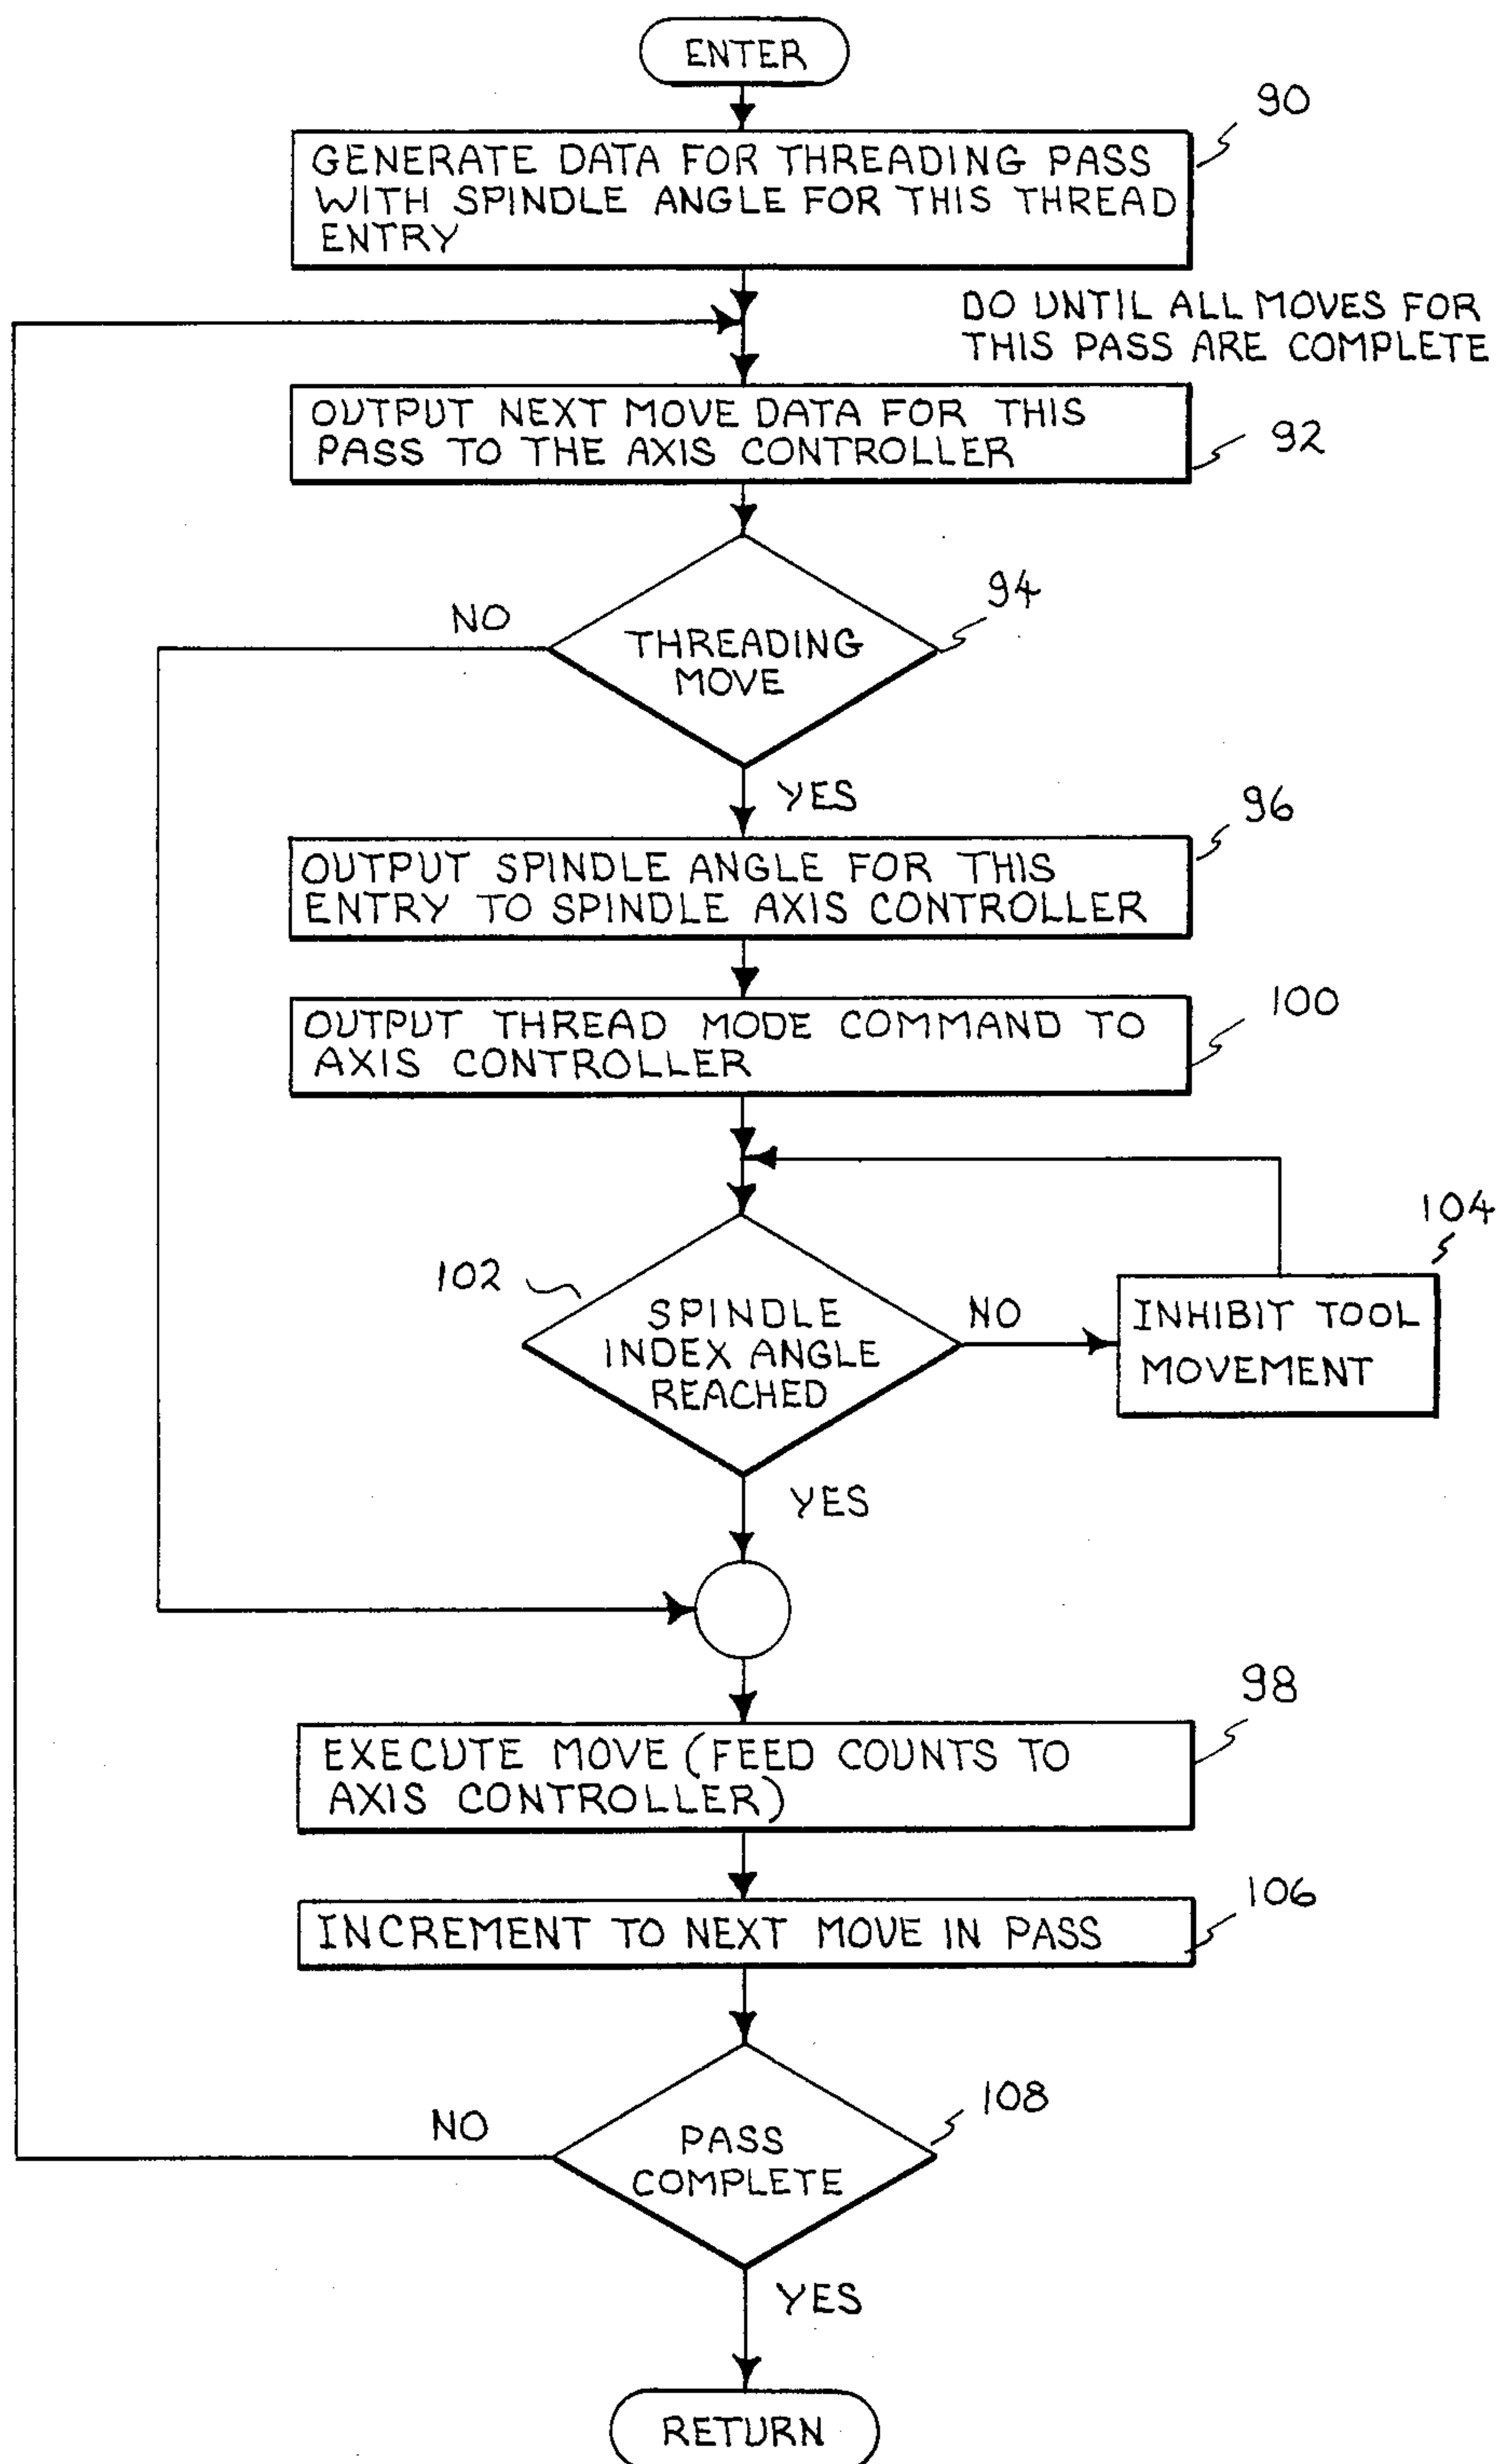 ENTER
90
GENERATE DATA FOR THREADING PASS
WITH SPINDLE ANGLE FOR THIS THREAD
ENTRY
DO UNTIL ALL MOVES FOR
THIS PASS ARE COMPLETE
OUTPUT NEXT MOVE DATA FOR THIS
PASS TO THE AXIS CONTROLLER
92
94
NO
THREADING
MOVE
YES
96
OUTPUT SPINDLE ANGLE FOR THIS
ENTRY TO SPINDLE AXIS CONTROLLER
100
OUTPUT THREAD MODE COMMAND TO
AXIS CONTROLLER
104
102
SPINDLE
INDEX ANGLE
REACHED
NO
INHIBIT TOOL
MOVEMENT
YES
98
EXECUTE MOVE (FEED COUNTS TO
AXIS CONTROLLER)
106
INCREMENT TO NEXT MOVE IN PASS
108
NO
PASS
COMPLETE
YES
RETURN